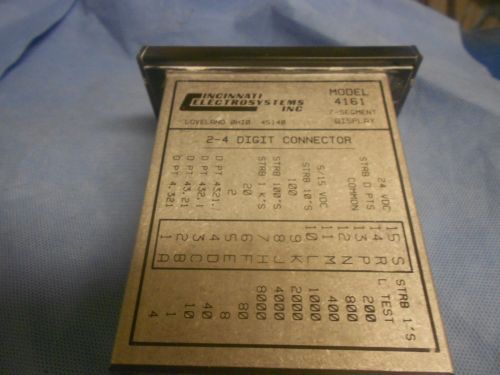 CINCINNATI
ELECTROSYSTEMS
INC
LOVELAND OHIO 45140
MODEL
4161
7-SEGMENT
DISPLAY
2-4 DIGIT CONNECTOR
24 VDC 15 S STRB 1'S
STRB D PTS 14 R L TEST
COMMON 13 P 200
12 N 800
5/15 VDC 11 M 400
STRB 10'S 10 L 1000
100 9 K 2000
STRB 100'S 8 J 4000
STRB 1 K'S 7 H 8000
20 6 F 80
2 5 E 8
D PT 4321. 4 D 40
D PT 432.1 3 C 10
D PT 43.21 2 B 1
D PT 4.321 1 A 4